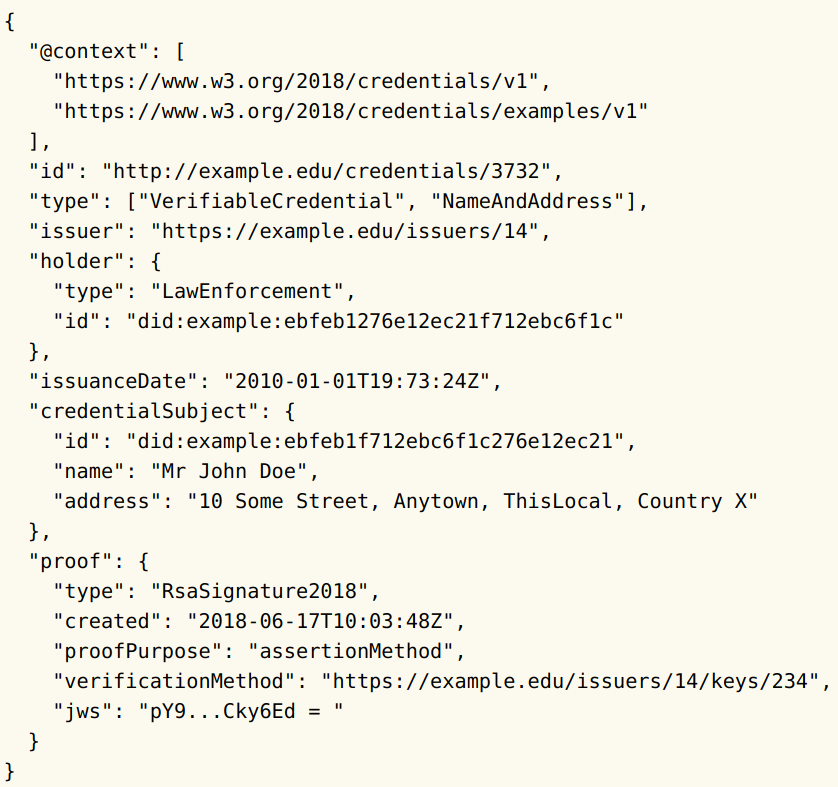 {
  "@context": [
    "https://www.w3.org/2018/credentials/v1",
    "https://www.w3.org/2018/credentials/examples/v1"
  ],
  "id": "http://example.edu/credentials/3732",
  "type": ["VerifiableCredential", "NameAndAddress"],
  "issuer": "https://example.edu/issuers/14",
  "holder": {
    "type": "LawEnforcement",
    "id": "did:example:ebfeb1276e12ec21f712ebc6f1c"
  },
  "issuanceDate": "2010-01-01T19:73:24Z",
  "credentialSubject": {
    "id": "did:example:ebfeb1f712ebc6f1c276e12ec21",
    "name": "Mr John Doe",
    "address": "10 Some Street, Anytown, ThisLocal, Country X"
  },
  "proof": {
    "type": "RsaSignature2018",
    "created": "2018-06-17T10:03:48Z",
    "proofPurpose": "assertionMethod",
    "verificationMethod": "https://example.edu/issuers/14/keys/234",
    "jws": "pY9...Cky6Ed = "
  }
}